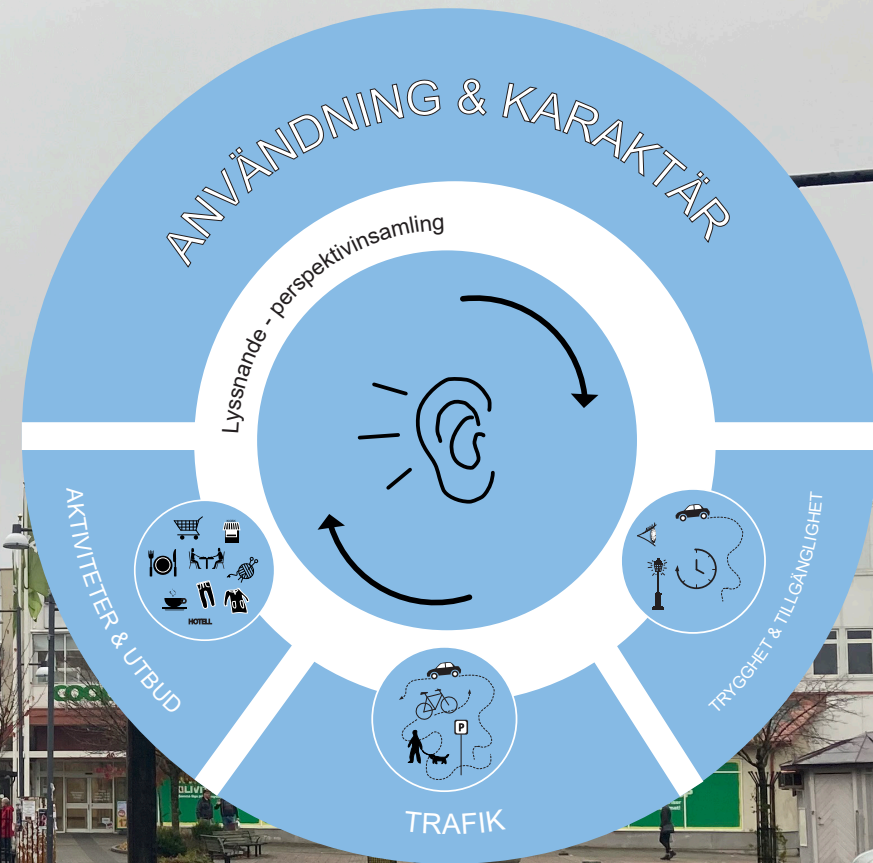 ANVÄNDNING & KARAKTÄR
Lyssnande - perspektivinsamling
AKTIVITETER & UTBUD
HOTELL
TRYGGHET & TILLGÄNGLIGHET
P
TRAFIK